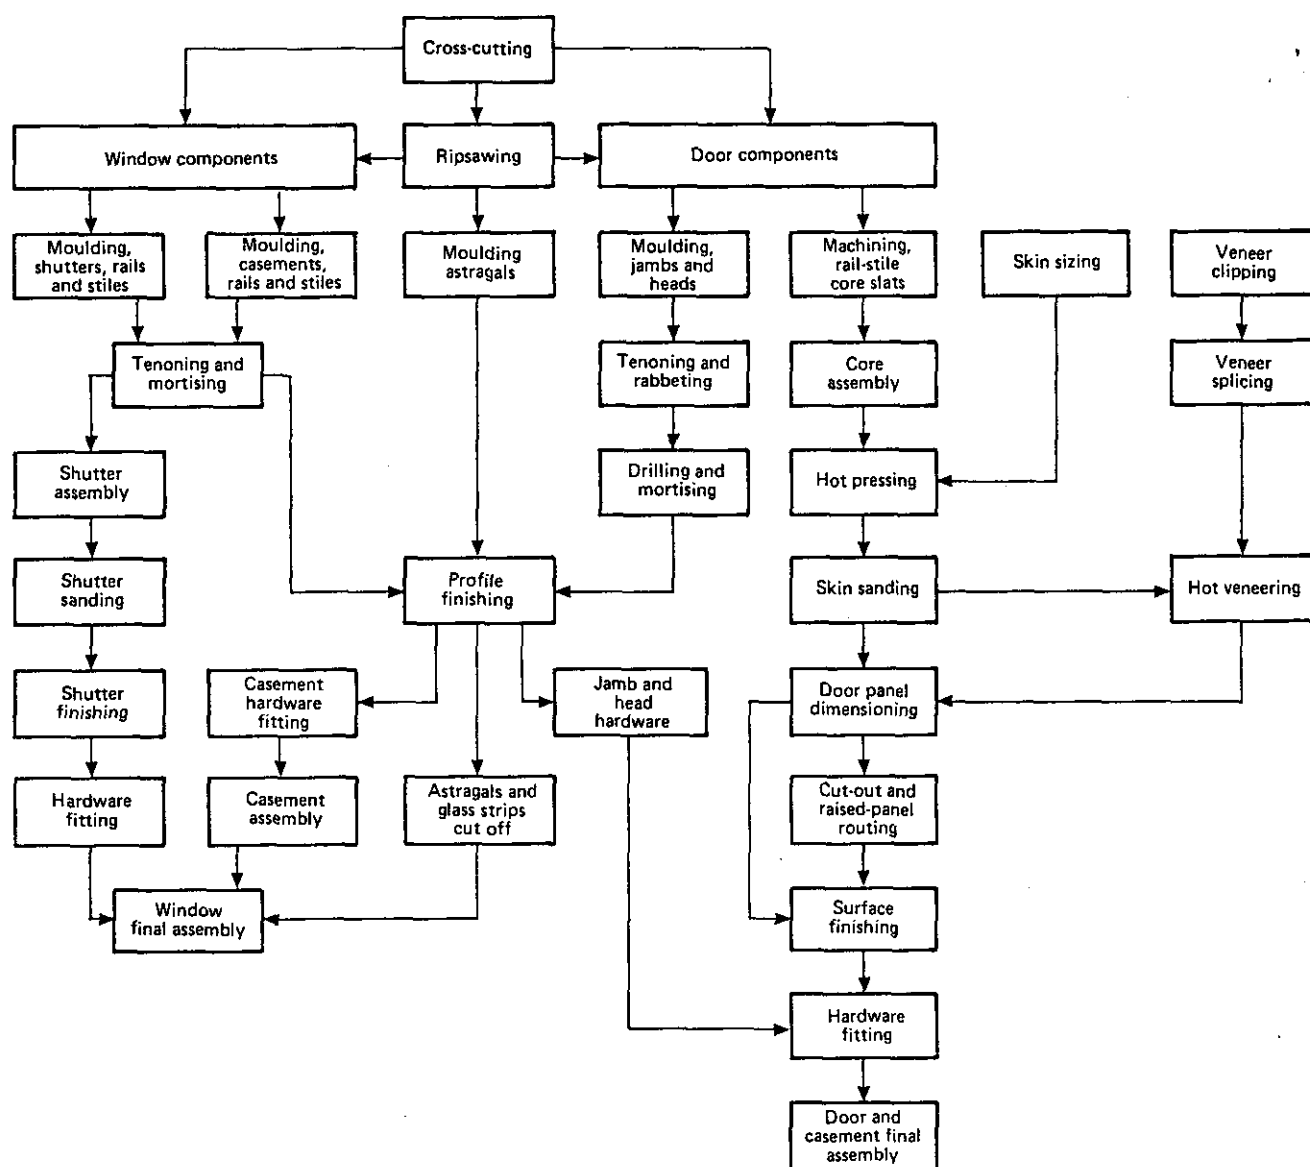 Cross-cutting
Window components
Ripsawing
Door components
Moulding,
shutters, rails
and stiles
Moulding,
casements,
rails and stiles
Moulding
astragals
Moulding,
jambs and
heads
Machining,
rail-stile
core slats
Skin sizing
Veneer
clipping
Tenoning and
mortising
Tenoning and
rabbeting
Core
assembly
Veneer
splicing
Shutter
assembly
Drilling and
mortising
Hot pressing
Shutter
sanding
Profile
finishing
Skin sanding
Hot veneering
Shutter
finishing
Casement
hardware
fitting
Jamb and
head
hardware
Door panel
dimensioning
Hardware
fitting
Casement
assembly
Astragals and
glass strips
cut off
Cut-out and
raised-panel
routing
Window
final assembly
Surface
finishing
Hardware
fitting
Door and
casement final
assembly